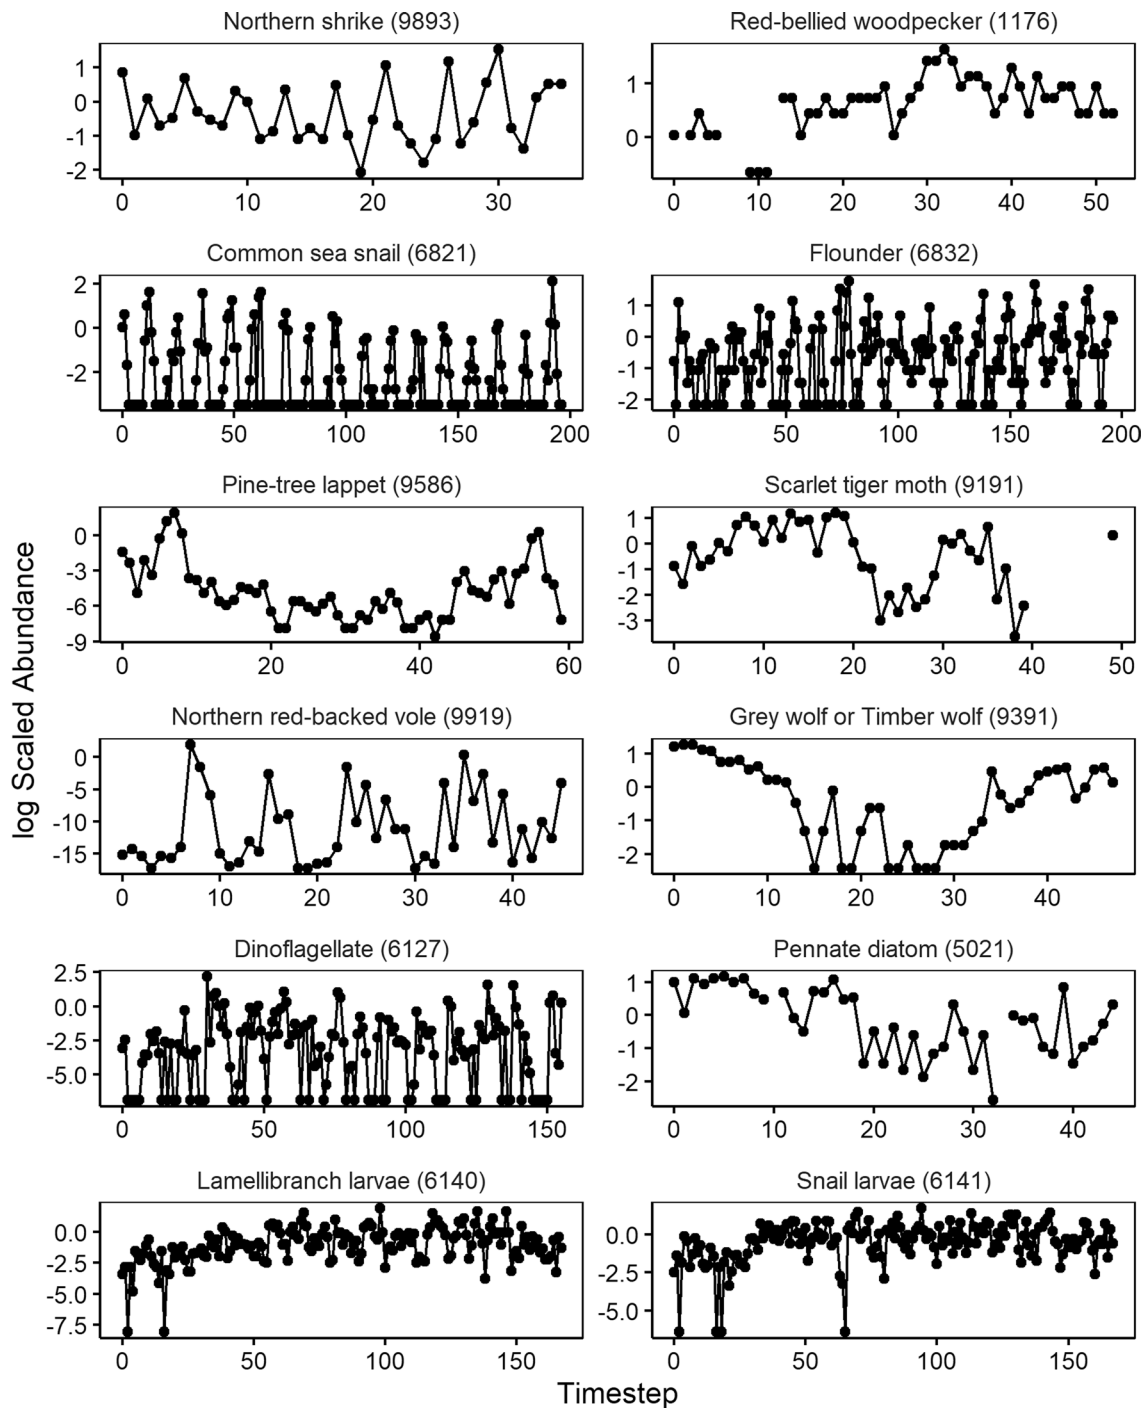 Northern shrike (9893)
1
0
-1
-2
0 10 20 30
Red-bellied woodpecker (1176)
1
0
0 10 20 30 40 50
Common sea snail (6821)
2
0
-2
0 50 100 150 200
Flounder (6832)
1
0
-1
-2
0 50 100 150 200
Pine-tree lappet (9586)
0
-3
-6
-9
0 20 40 60
Scarlet tiger moth (9191)
1
0
-1
-2
-3
0 10 20 30 40 50
log Scaled Abundance
Northern red-backed vole (9919)
0
-5
-10
-15
0 10 20 30 40
Grey wolf or Timber wolf (9391)
1
0
-1
-2
0 10 20 30 40
Dinoflagellate (6127)
2.5
0.0
-2.5
-5.0
0 50 100 150
Pennate diatom (5021)
1
0
-1
-2
0 10 20 30 40
Lamellibranch larvae (6140)
0.0
-2.5
-5.0
-7.5
0 50 100 150
Snail larvae (6141)
0.0
-2.5
-5.0
0 50 100 150
Timestep